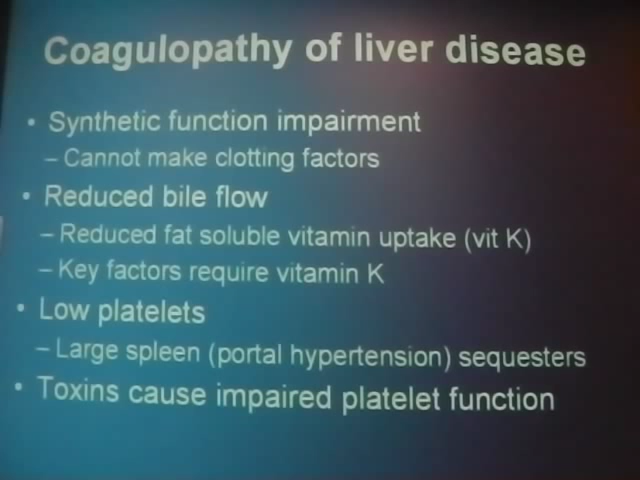 Coagulopathy of liver disease
• Synthetic function impairment
– Cannot make clotting factors
• Reduced bile flow
– Reduced fat soluble vitamin uptake (vit K)
– Key factors require vitamin K
• Low platelets
– Large spleen (portal hypertension) sequesters
• Toxins cause impaired platelet function